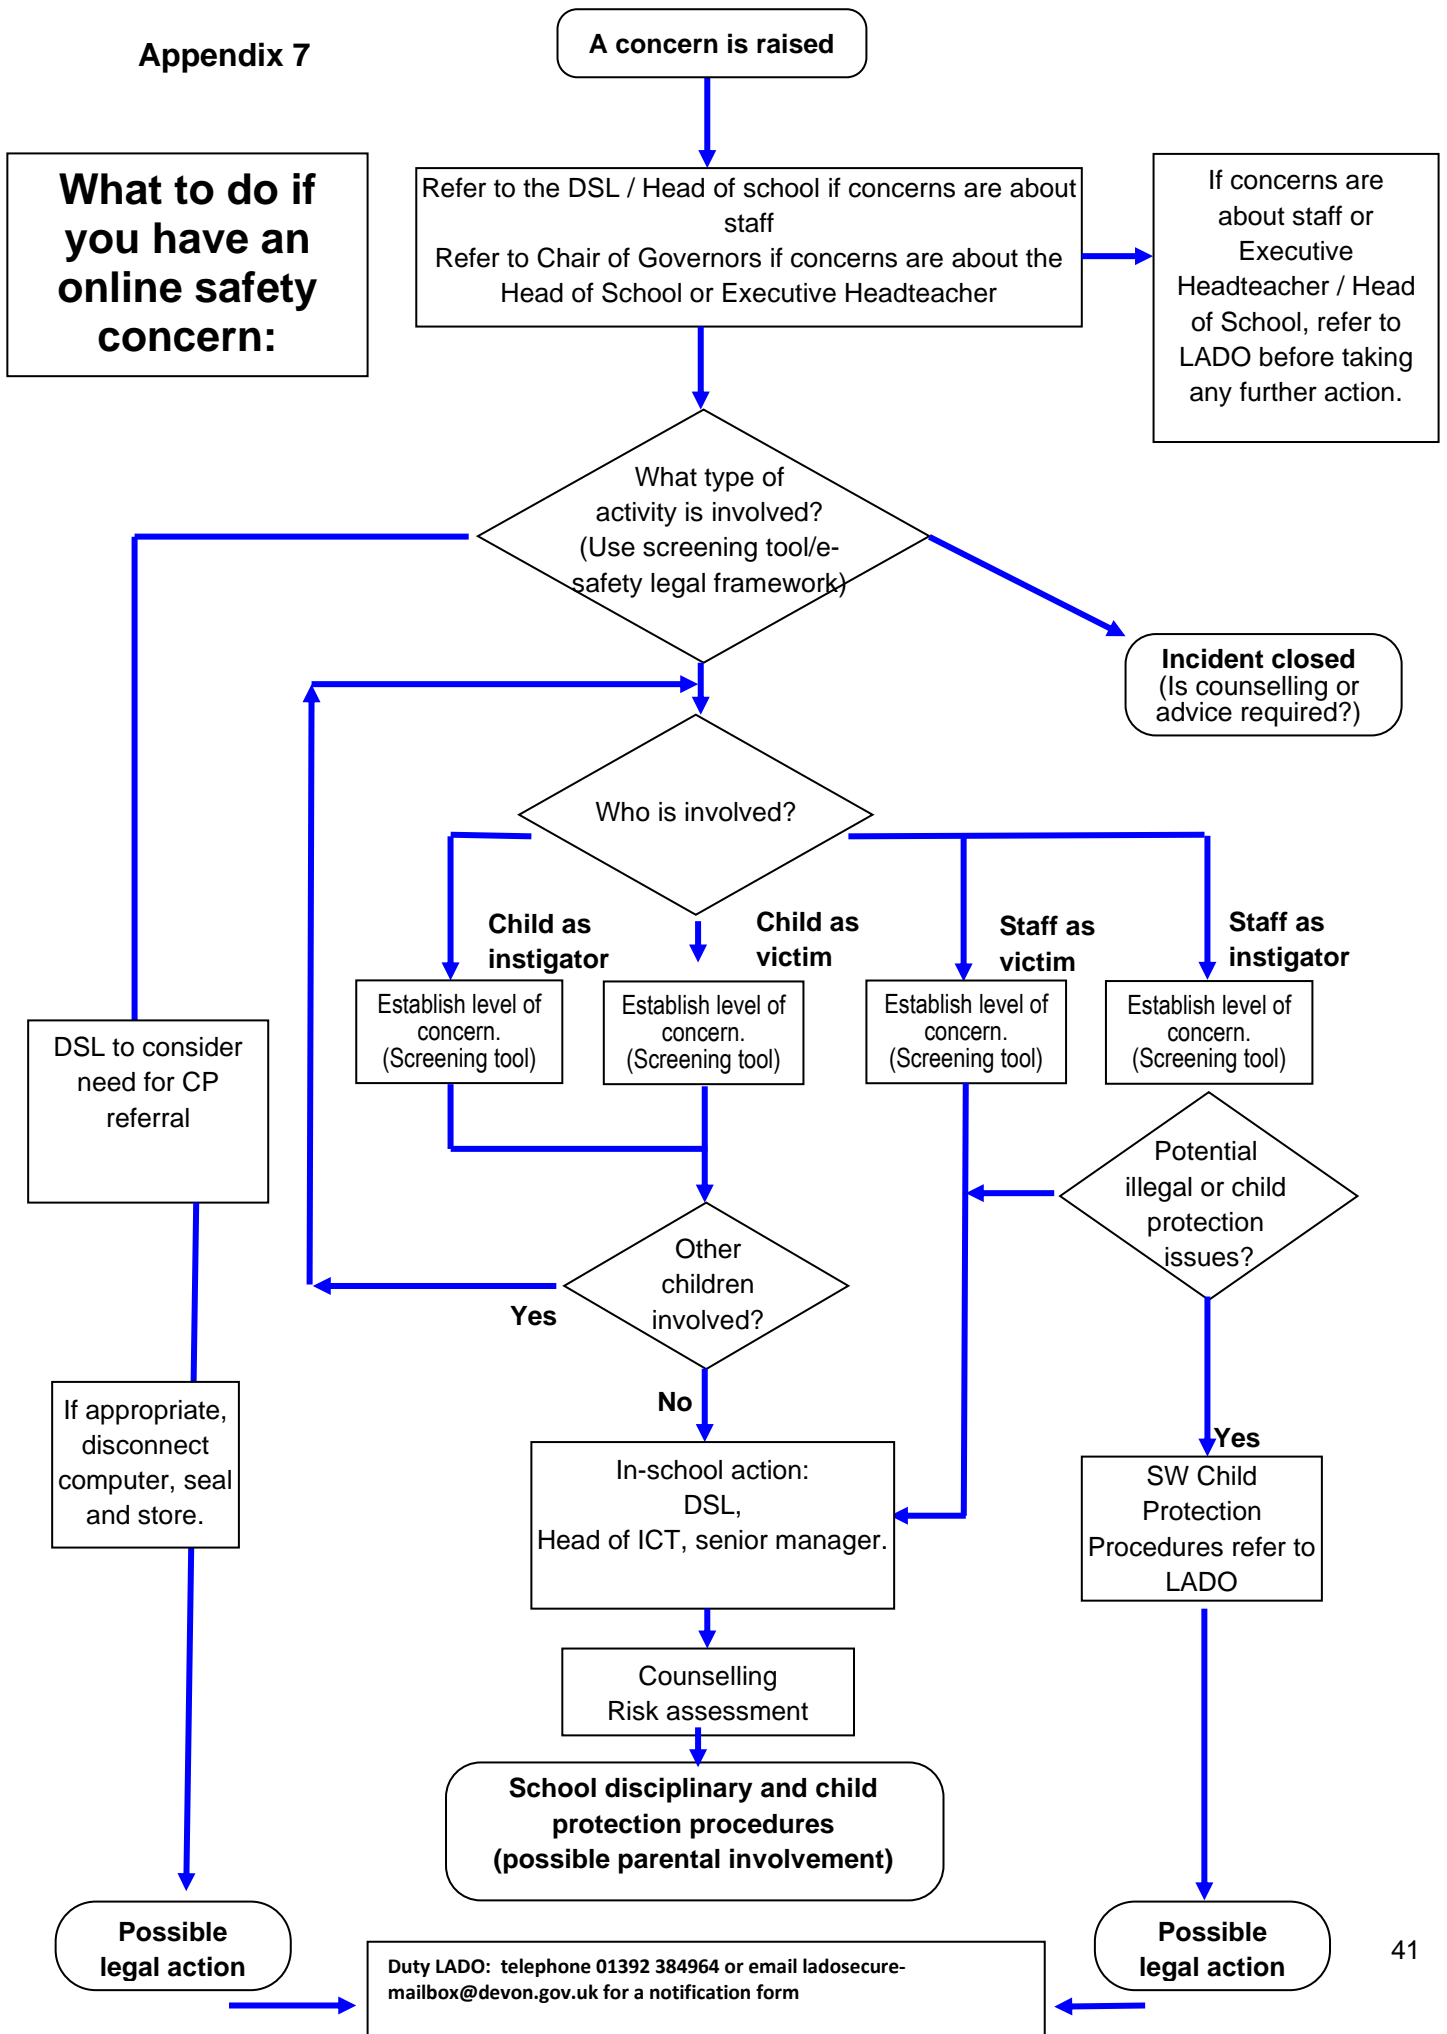 Appendix 7
A concern is raised
What to do if
you have an
online safety
concern:
Refer to the DSL / Head of school if concerns are about
staff
Refer to Chair of Governors if concerns are about the
Head of School or Executive Headteacher
If concerns are
about staff or
Executive
Headteacher / Head
of School, refer to
LADO before taking
any further action.
What type of
activity is involved?
(Use screening tool/e-
safety legal framework)
Incident closed
(Is counselling or
advice required?)
Who is involved?
Child as
instigator
Child as
victim
Staff as
victim
Staff as
instigator
Establish level of
concern.
(Screening tool)
Establish level of
concern.
(Screening tool)
Establish level of
concern.
(Screening tool)
Establish level of
concern.
(Screening tool)
DSL to consider
need for CP
referral
Potential
illegal or child
protection
issues?
Other
children
involved?
Yes
No
If appropriate,
disconnect
computer, seal
and store.
In-school action:
DSL,
Head of ICT, senior manager.
Yes
SW Child
Protection
Procedures refer to
LADO
Counselling
Risk assessment
School disciplinary and child
protection procedures
(possible parental involvement)
Possible
legal action
Possible
legal action
41
Duty LADO: telephone 01392 384964 or email ladosecure-
mailbox@devon.gov.uk for a notification form